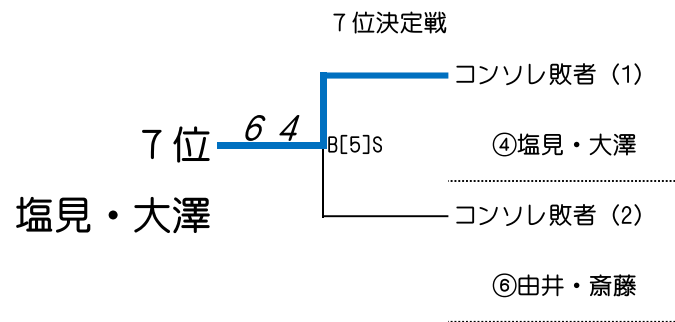 ７位決定戦
コンソレ敗者（1）
6 4
７位
B[5]S
④塩見・大澤
塩見・大澤
コンソレ敗者（2）
⑥由井・斎藤